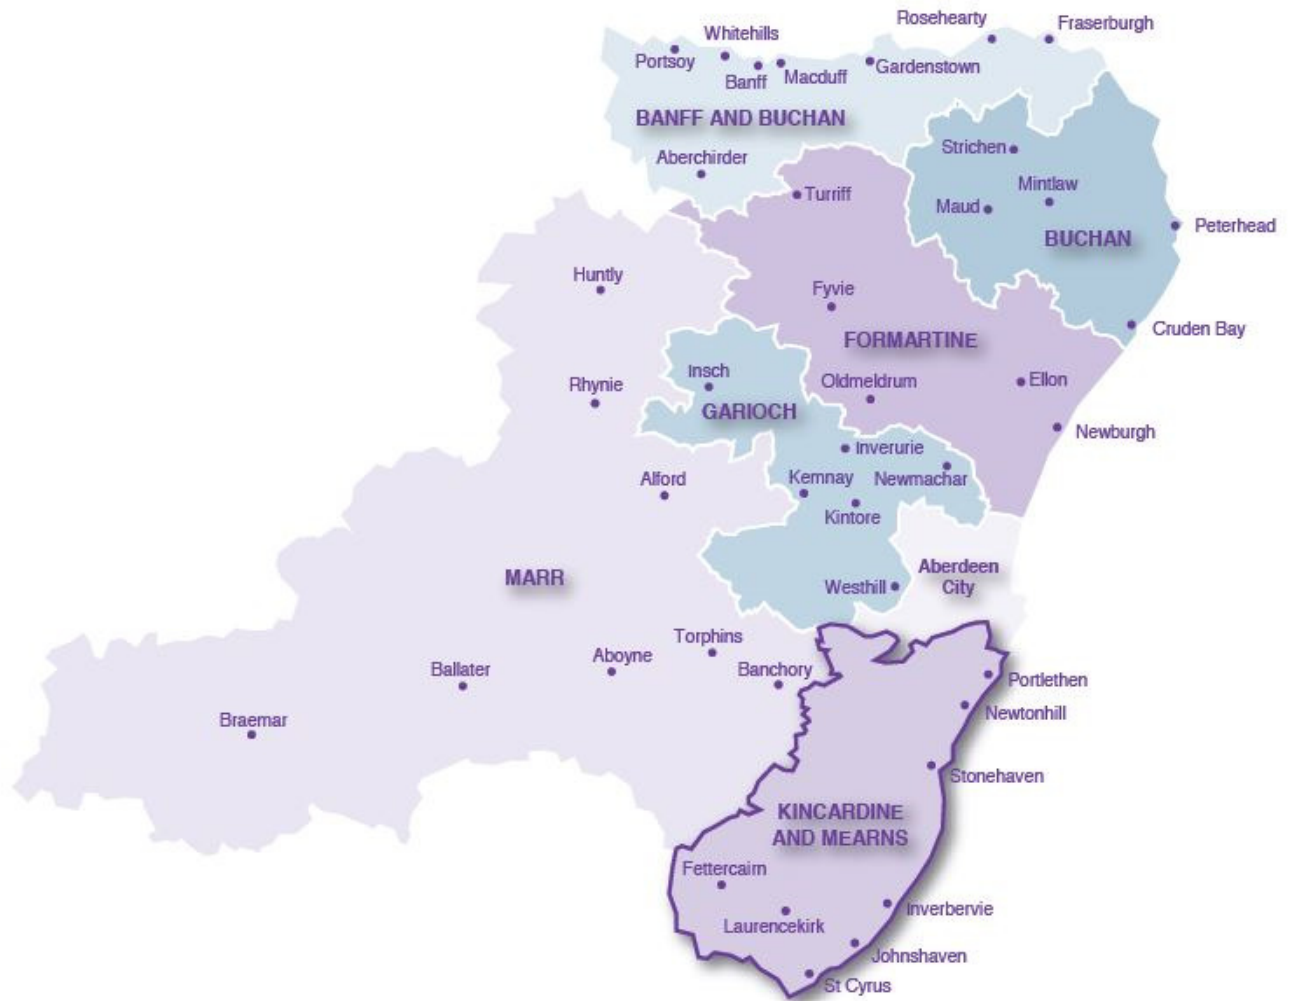 Rosehearty
Fraserburgh
Whitehills
Portsoy
Banff
Macduff
Gardenstown
BANFF AND BUCHAN
Aberchirder
Strichen
Mintlaw
Turriff
Maud
Peterhead
BUCHAN
Huntly
Fyvie
Cruden Bay
FORMARTINE
Insch
Rhynie
Oldmeldrum
Ellon
GARIOCH
Newburgh
Inverurie
Alford
Kemnay
Newmachar
Kintore
Aberdeen
City
MARR
Westhill
Torphins
Aboyne
Ballater
Banchory
Portlethen
Braemar
Newtonhill
Stonehaven
KINCARDINE
AND MEARNS
Fettercairn
Inverbervie
Laurencekirk
Johnshaven
St Cyrus